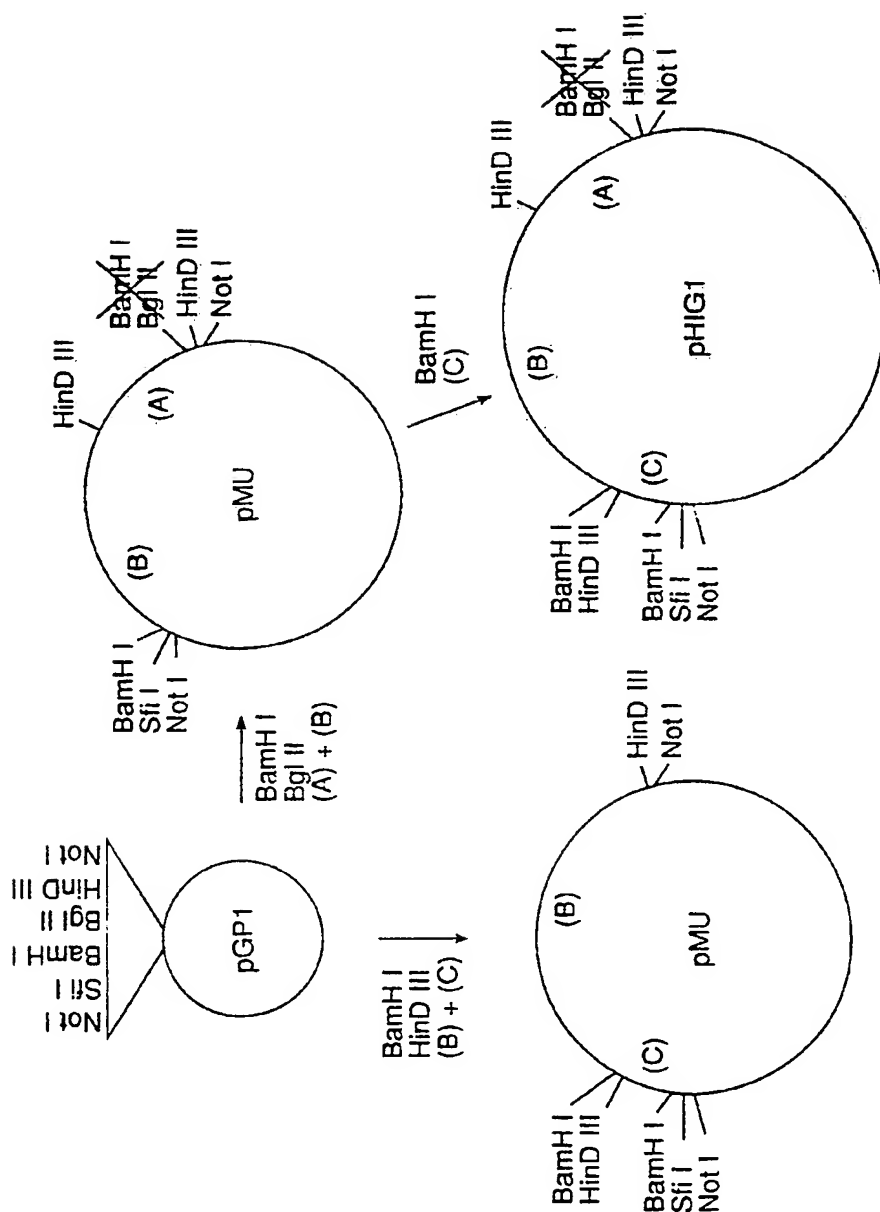 Not I
Sfi I
BamH I
Bgl II
HinD III
Not I
pGP1
BamH I
Bgl II
(A) + (B)
BamH I
Sfi I
Not I
(B)
HinD III
(A)
BamH I
Bgl II
HinD III
Not I
pMU
BamH I
HinD III
(B) + (C)
BamH I
HinD III
BamH I
Sfi I
Not I
(C)
(B)
HinD III
Not I
pMU
BamH I
(C)
BamH I
HinD III
BamH I
Sfi I
Not I
(C)
(B)
HinD III
(A)
BamH I
Bgl II
HinD III
Not I
pHIG1